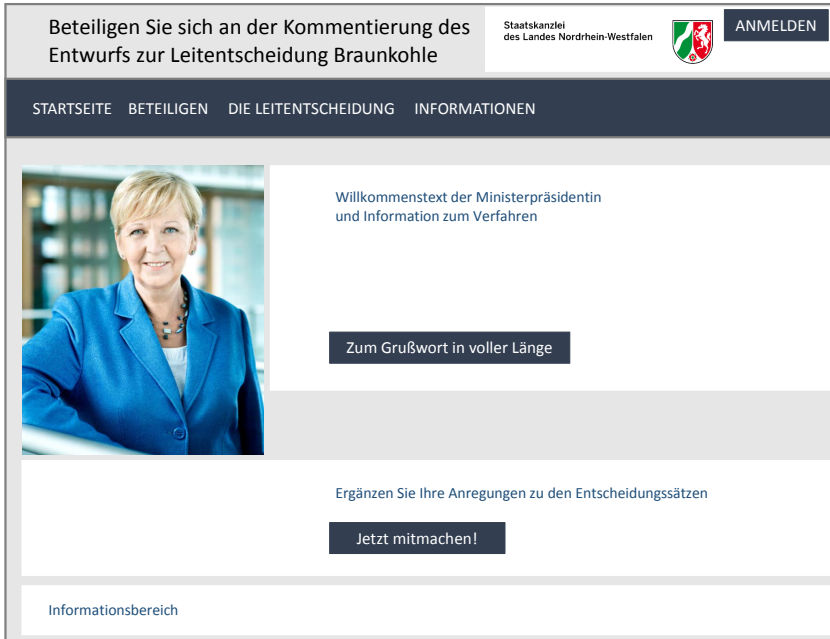 Beteiligen Sie sich an der Kommentierung des
Entwurfs zur Leitentscheidung Braunkohle
Staatskanzlei
des Landes Nordrhein-Westfalen
ANMELDEN
STARTSEITE BETEILIGEN DIE LEITENTSCHEIDUNG INFORMATIONEN
Willkommenstext der Ministerpräsidentin
und Information zum Verfahren
Zum Grußwort in voller Länge
Ergänzen Sie Ihre Anregungen zu den Entscheidungssätzen
Jetzt mitmachen!
Informationsbereich